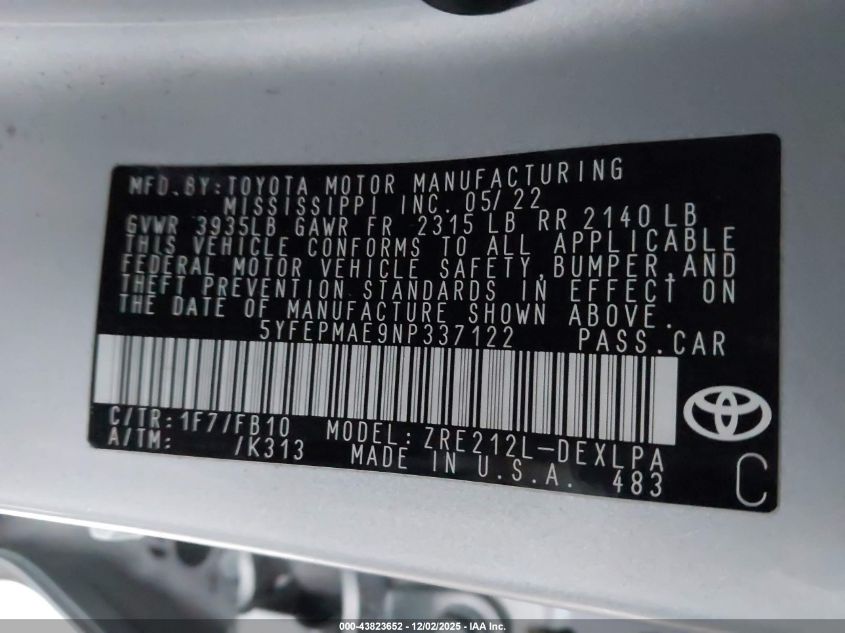 MFD. BY: TOYOTA MOTOR MANUFACTURING
MISSISSIPPI INC. 05/22
GVWR 3935LB GAWR FR 2315 LB RR 2140 LB
THIS VEHICLE CONFORMS TO ALL APPLICABLE
FEDERAL MOTOR VEHICLE SAFETY, BUMPER, AND
THEFT PREVENTION STANDARDS IN EFFECT ON
THE DATE OF MANUFACTURE SHOWN ABOVE.
5YFEPMAE9NP337122 PASS. CAR
C/TR: 1F7/FB10 MODEL: ZRE212L-DEXLPA
A/TM: /K313 MADE IN U.S.A. 483
C
000-43823652 - 12/02/2025 - IAA Inc.